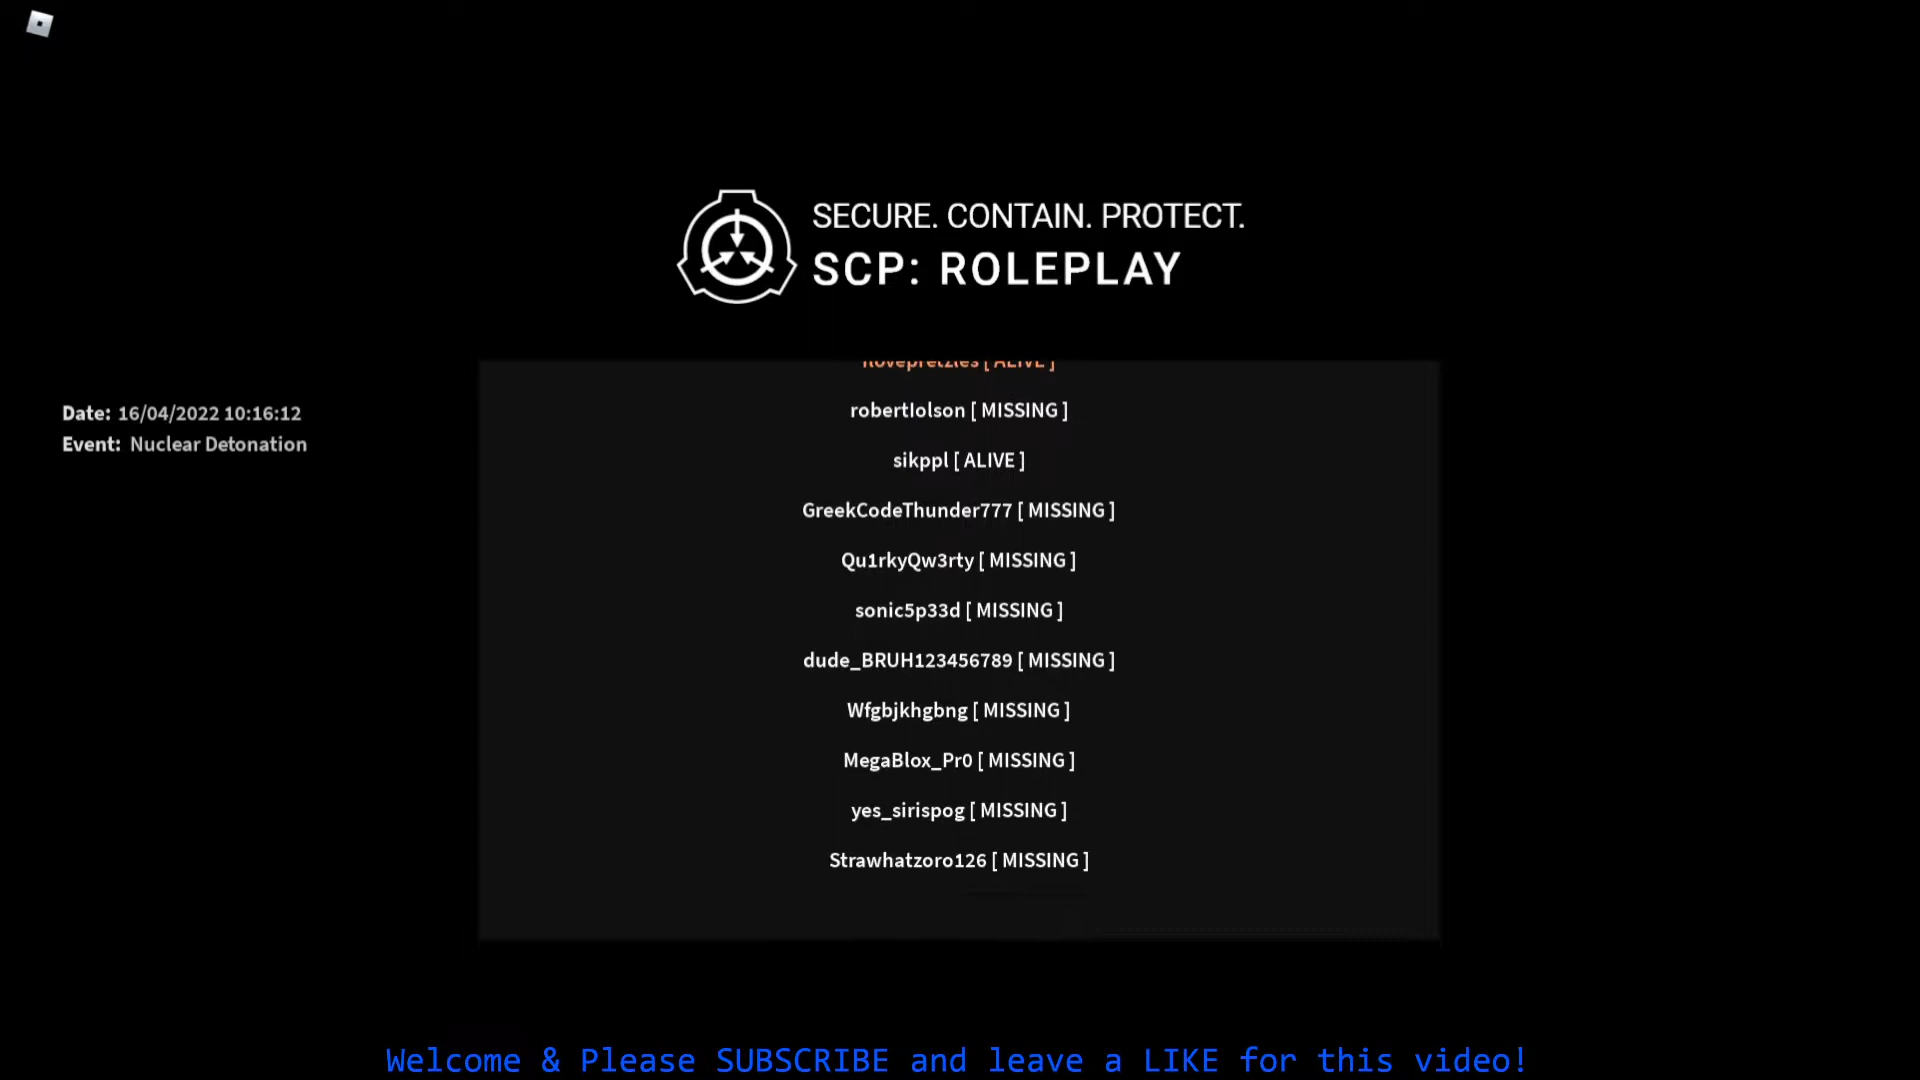 SECURE. CONTAIN. PROTECT.
SCP: ROLEPLAY
Date: 16/04/2022 10:16:12
Event: Nuclear Detonation
[ ALIVE ]
robertIolson [ MISSING ]
sikppl [ ALIVE ]
GreekCodeThunder777 [ MISSING ]
Qu1rkyQw3rty [ MISSING ]
sonic5p33d [ MISSING ]
dude_BRUH123456789 [ MISSING ]
Wfgbjkhgbng [ MISSING ]
MegaBlox_Pr0 [ MISSING ]
yes_sirispog [ MISSING ]
Strawhatzoro126 [ MISSING ]
Welcome & Please SUBSCRIBE and leave a LIKE for this video!